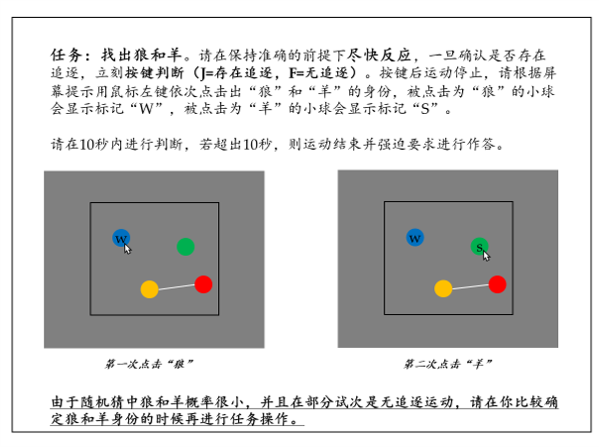 任务：找出狼和羊。请在保持准确的前提下尽快反应，一旦确认是否存在
追逐，立刻按键判断（J=存在追逐，F=无追逐）。按键后运动停止，请根据屏
幕提示用鼠标左键依次点击出“狼”和“羊”的身份，被点击为“狼”的小球
会显示标记“W”，被点击为“羊”的小球会显示标记“S”。
请在10秒内进行判断，若超出10秒，则运动结束并强迫要求进行作答。
W
W
S
第一次点击“狼”
第二次点击“羊”
由于随机猜中狼和羊概率很小，并且在部分试次是无追逐运动，请在你比较确
定狼和羊身份的时候再进行任务操作。